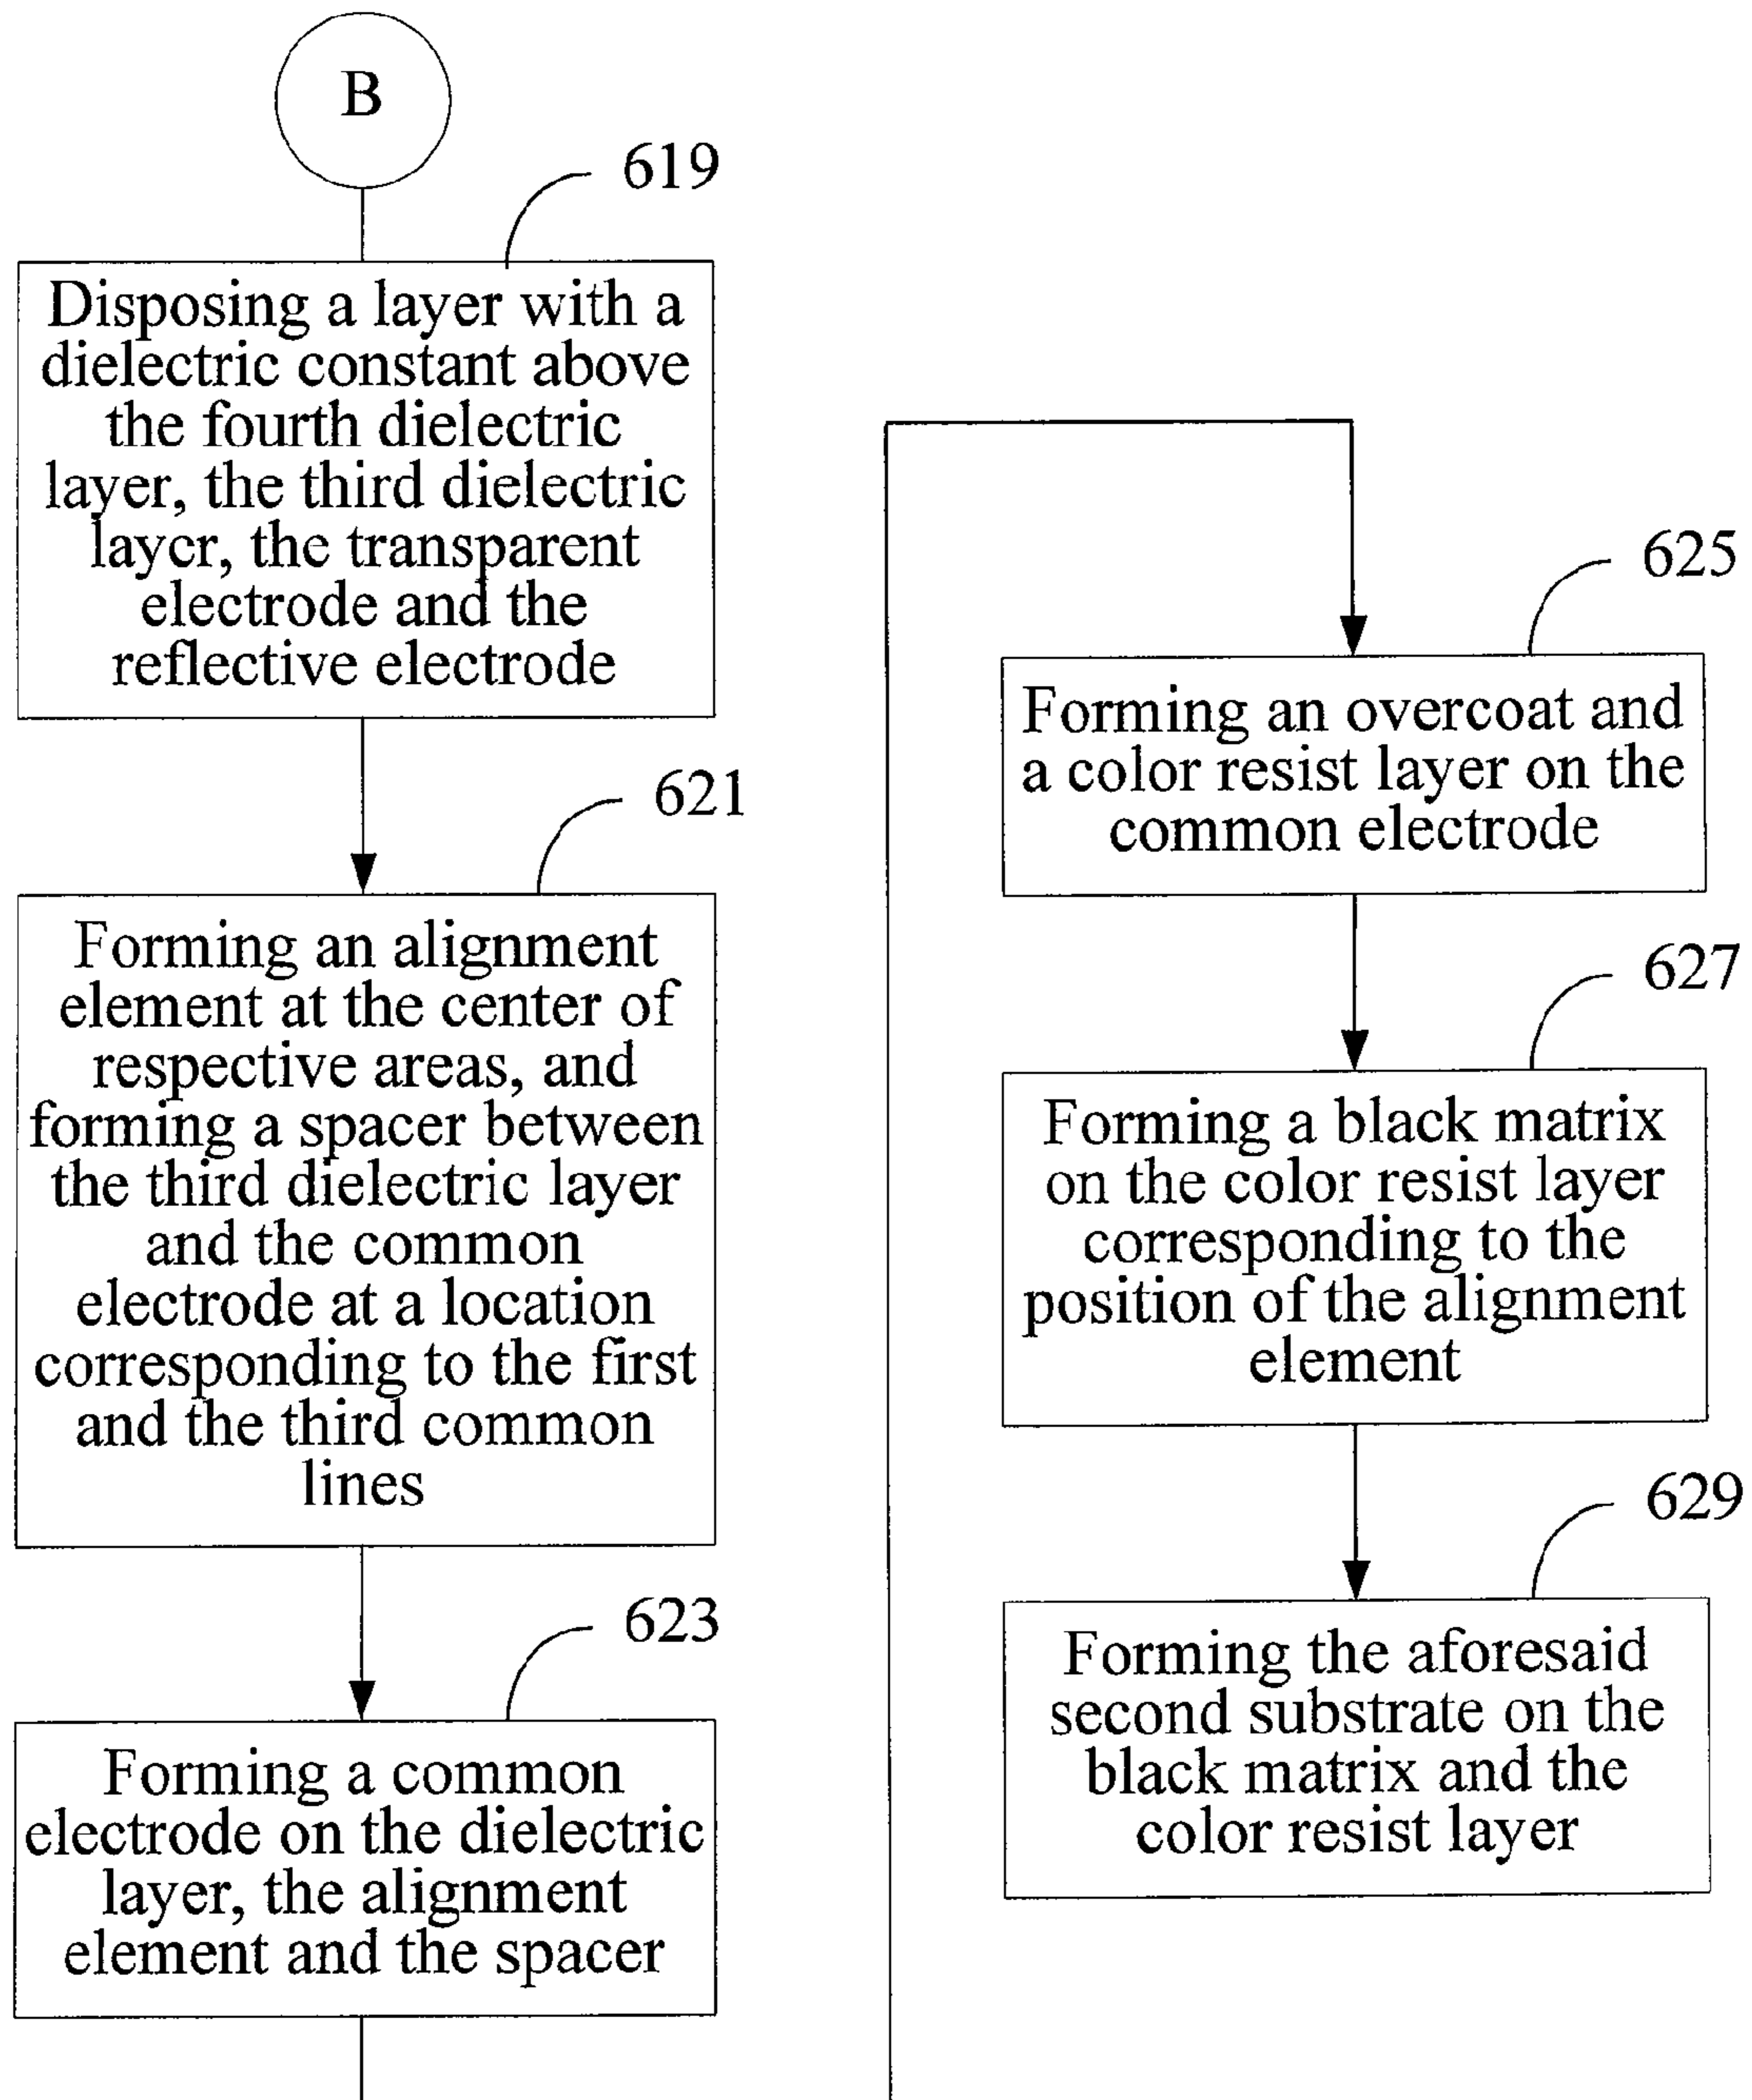 B
619
Disposing a layer with a
dielectric constant above
the fourth dielectric
layer, the third dielectric
layer, the transparent
electrode and the
reflective electrode
621
Forming an alignment
element at the center of
respective areas, and
forming a spacer between
the third dielectric layer
and the common
electrode at a location
corresponding to the first
and the third common
lines
623
Forming a common
electrode on the dielectric
layer, the alignment
element and the spacer
625
Forming an overcoat and
a color resist layer on the
common electrode
627
Forming a black matrix
on the color resist layer
corresponding to the
position of the alignment
element
629
Forming the aforesaid
second substrate on the
black matrix and the
color resist layer